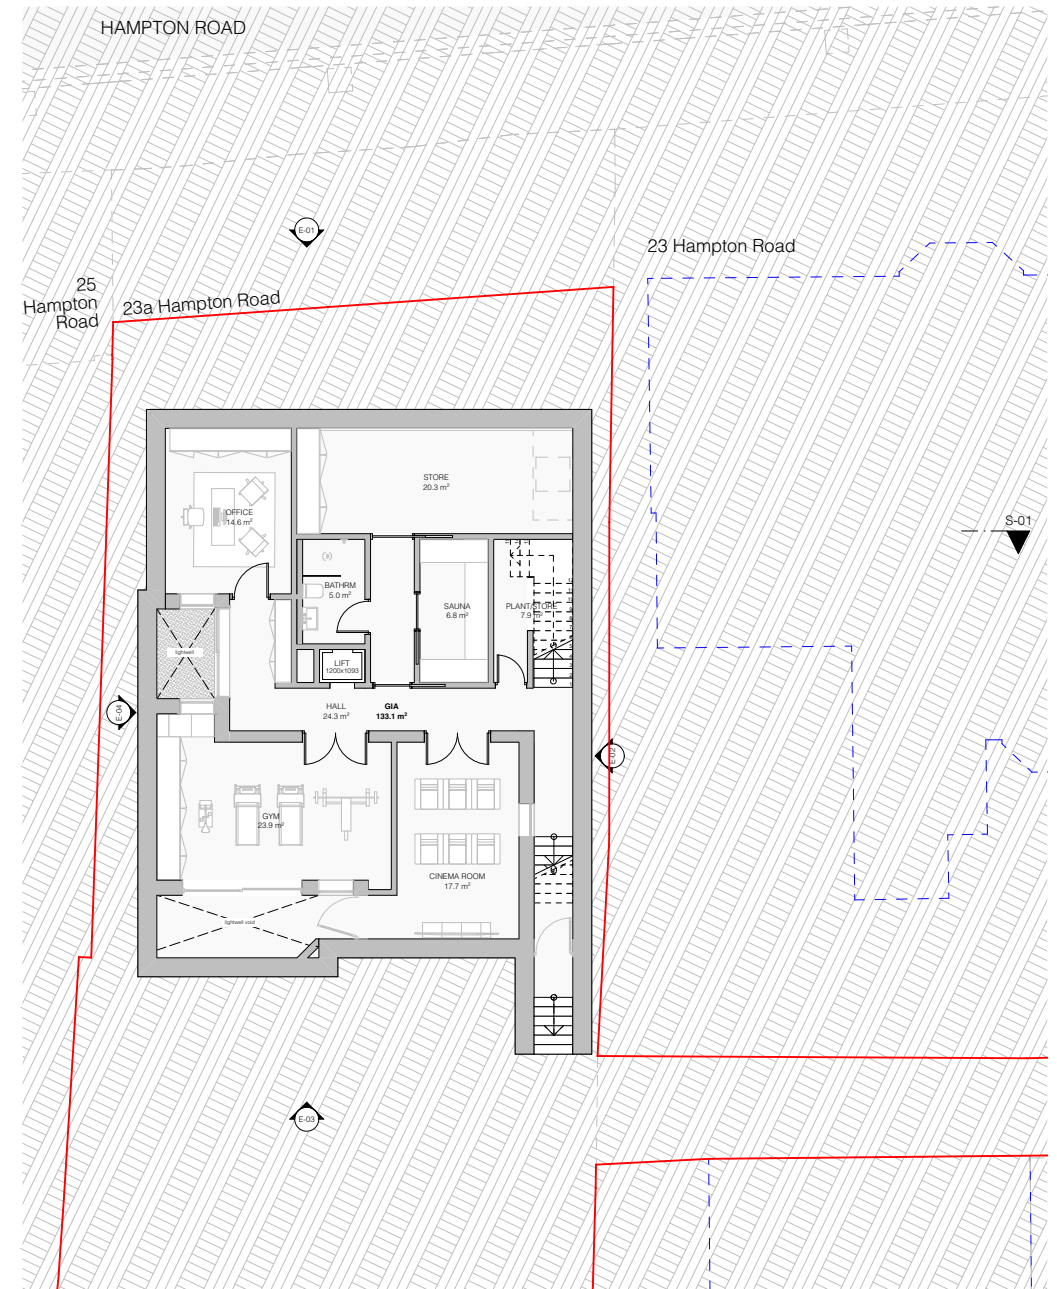 HAMPTON ROAD
E-01
23 Hampton Road
25
Hampton
Road
23a Hampton Road
STORE
20.3 m²
OFFICE
14.6 m²
S-01
BATHRM
5.0 m²
SAUNA
6.8 m²
PLANT/STORE
7.9 m²
lightwell
LIFT
1200x1093
HALL
24.3 m²
GIA
133.1 m²
E-04
E-02
GYM
23.9 m²
CINEMA ROOM
17.7 m²
lightwell void
E-03